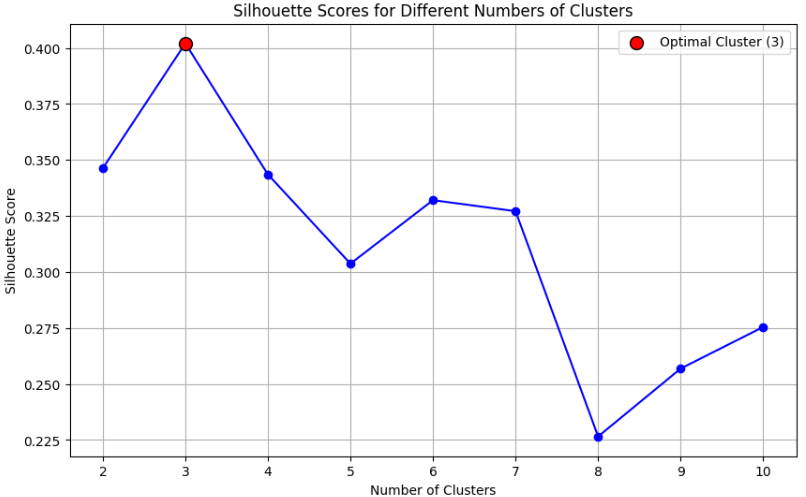 Silhouette Scores for Different Numbers of Clusters
Optimal Cluster (3)
0.400
0.375
0.350
0.325
0.300
0.275
0.250
0.225
Silhouette Score
2 3 4 5 6 7 8 9 10
Number of Clusters